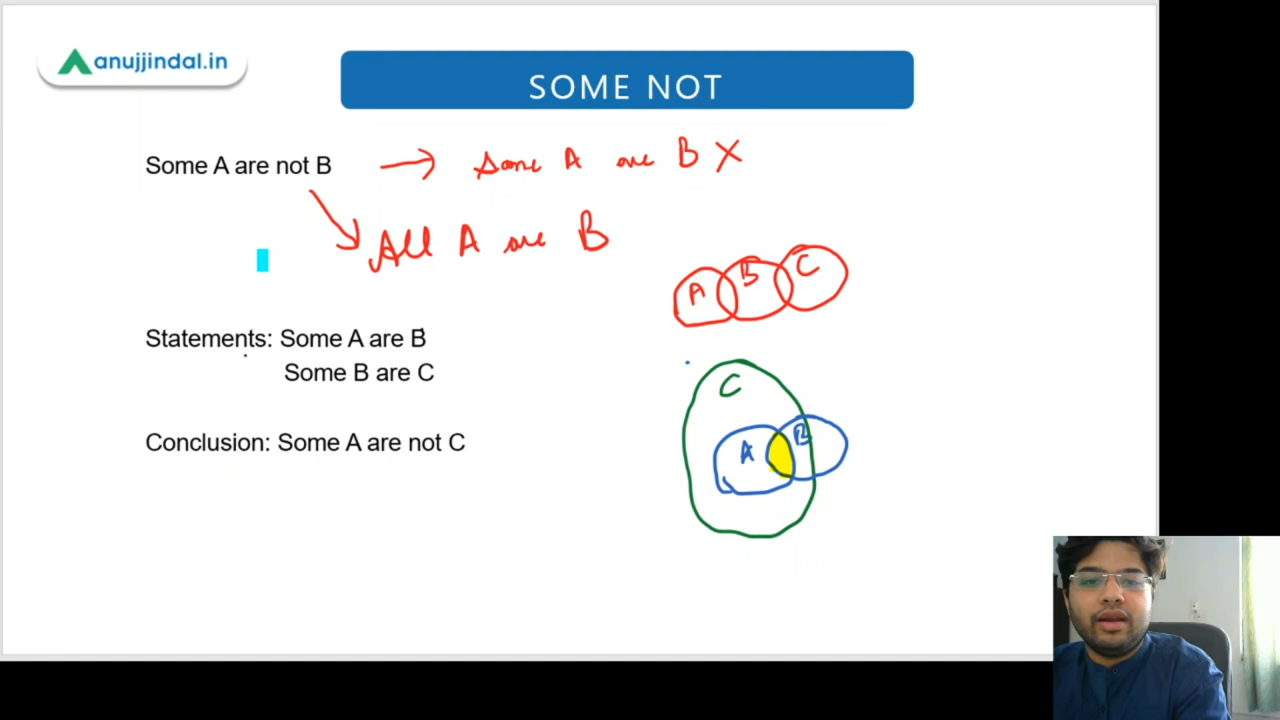 anujjindal.in
SOME NOT
Some A are not B → Some A are B X
All A are B
A B C
Statements: Some A are B
Some B are C
C
A B
Conclusion: Some A are not C